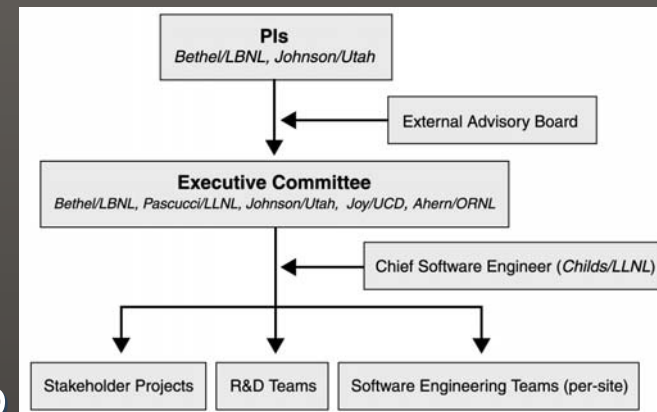 PIs
Bethel/LBNL, Johnson/Utah
External Advisory Board
Executive Committee
Bethel/LBNL, Pascucci/LLNL, Johnson/Utah, Joy/UCD, Ahern/ORNL
Chief Software Engineer (Childs/LLNL)
Stakeholder Projects
R&D Teams
Software Engineering Teams (per-site)